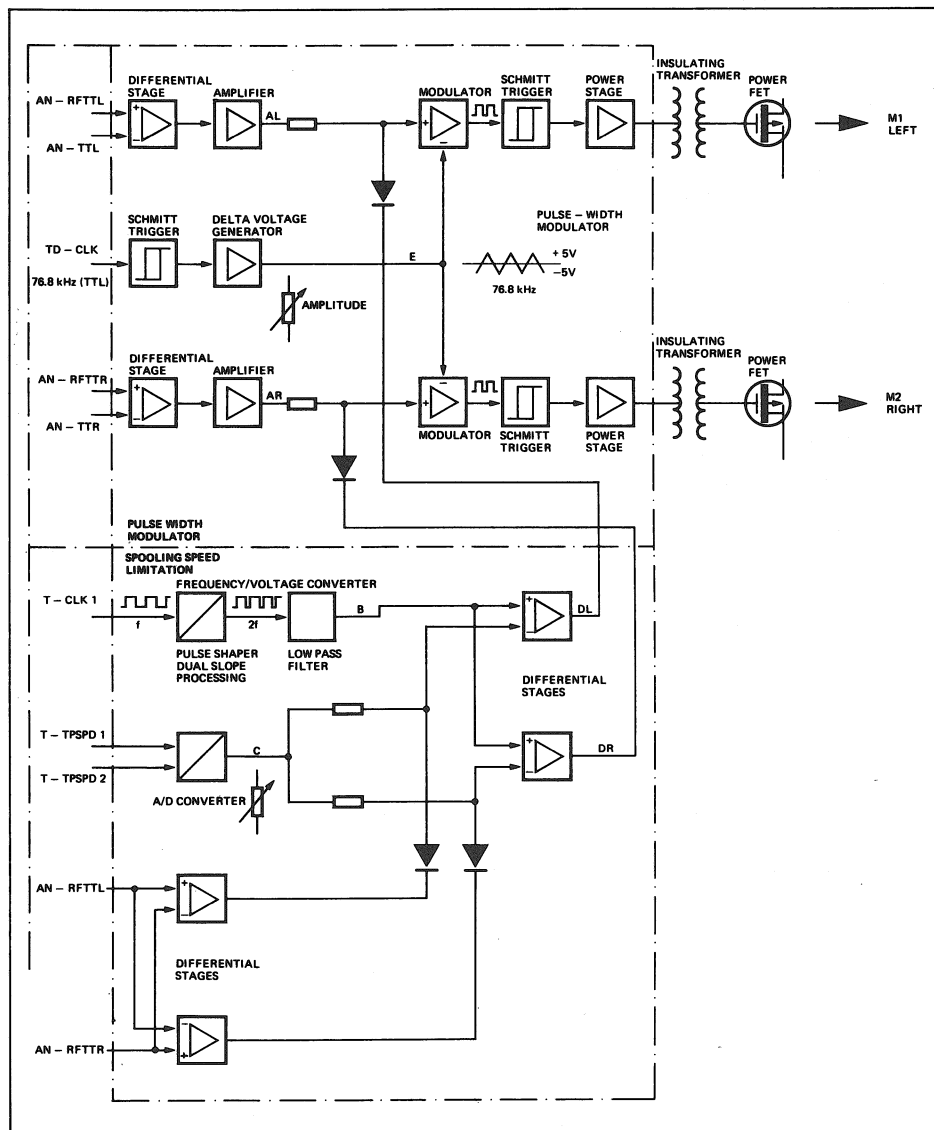 INSULATING
TRANSFORMER
POWER
FET
DIFFERENTIAL
STAGE
AMPLIFIER
MODULATOR
SCHMITT
TRIGGER
POWER
STAGE
AN – RFTTL
AN – TTL
+
–
AL
+
–
M1
LEFT
SCHMITT
TRIGGER
DELTA VOLTAGE
GENERATOR
PULSE – WIDTH
MODULATOR
TD – CLK
76.8 kHz (TTL)
E
+ 5V
–5V
76.8 kHz
AMPLITUDE
INSULATING
TRANSFORMER
POWER
FET
DIFFERENTIAL
STAGE
AMPLIFIER
AN – RFTTR
AN – TTR
+
–
AR
–
+
MODULATOR
SCHMITT
TRIGGER
POWER
STAGE
M2
RIGHT
PULSE WIDTH
MODULATOR
SPOOLING SPEED
LIMITATION
FREQUENCY/VOLTAGE CONVERTER
T – CLK 1
f
2f
B
PULSE SHAPER
DUAL SLOPE
PROCESSING
LOW PASS
FILTER
+
–
DL
DIFFERENTIAL
STAGES
T – TPSPD 1
T – TPSPD 2
C
A/D CONVERTER
+
–
DR
AN – RFTTL
+
–
DIFFERENTIAL
STAGES
AN – RFTTR
–
+